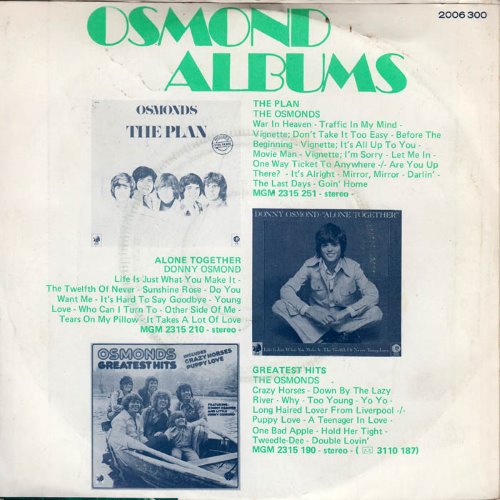 2006 300
OSMOND
ALBUMS
OSMONDS
THE PLAN
THE PLAN
THE OSMONDS
War In Heaven - Traffic In My Mind -
Vignette; Don't Take It Too Easy - Before The
Beginning - Vignette; It's All Up To You -
Movie Man - Vignette; I'm Sorry - Let Me In -
One Way Ticket To Anywhere -/- Are You Up
There? - It's Alright - Mirror, Mirror - Darlin' -
The Last Days - Goin' Home
MGM 2315 251 - stereo -
DONNY OSMOND "ALONE TOGETHER"
Life Is Just What You Make It
ALONE TOGETHER
DONNY OSMOND
Life Is Just What You Make It -
The Twelfth Of Never - Sunshine Rose - Do You
Want Me - It's Hard To Say Goodbye - Young
Love - Who Can I Turn To - Other Side Of Me -
Tears On My Pillow - It Takes A Lot Of Love
MGM 2315 210 - stereo -
OSMONDS
GREATEST HITS
INCLUDES
CRAZY HORSES
PUPPY LOVE
GREATEST HITS
THE OSMONDS
Crazy Horses - Down By The Lazy
River - Why - Too Young - Yo Yo -
Long Haired Lover From Liverpool -/-
Puppy Love - A Teenager In Love -
One Bad Apple - Hold Her Tight -
Tweedle-Dee - Double Lovin'
MGM 2315 190 - stereo - ( 3110 187)